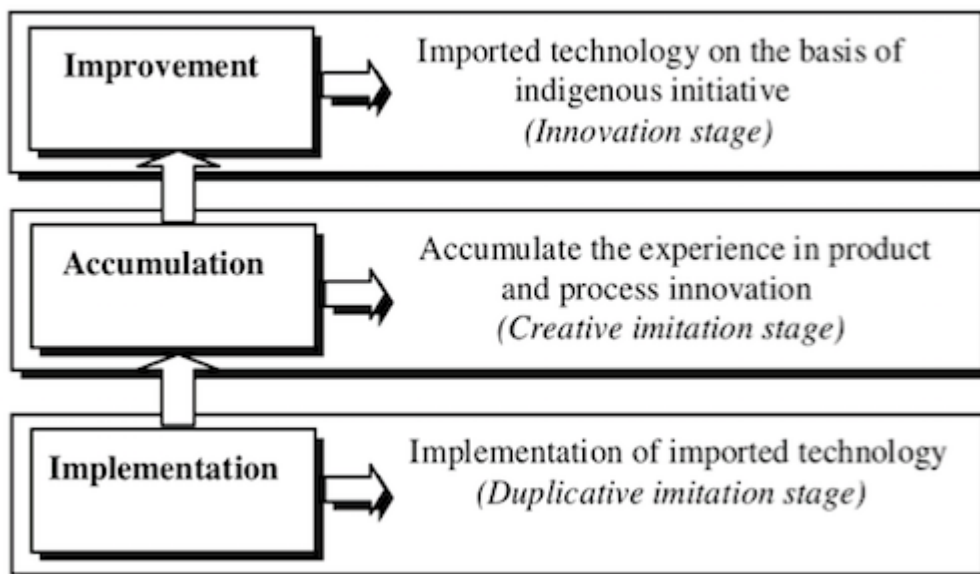 Improvement
Imported technology on the basis of
indigenous initiative
(Innovation stage)
Accumulation
Accumulate the experience in product
and process innovation
(Creative imitation stage)
Implementation
Implementation of imported technology
(Duplicative imitation stage)